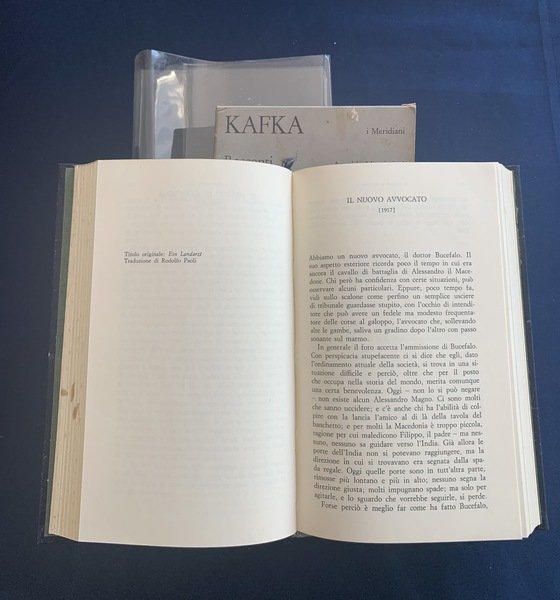 KAFKA
i Meridiani
Racconti
Titolo originale: Ein Landarzt
Traduzione di Rodolfo Paoli
IL NUOVO AVVOCATO
[1917]
Abbiamo un nuovo avvocato, il dottor Bucefalo. Il
suo aspetto esteriore ricorda poco il tempo in cui era
ancora il cavallo di battaglia di Alessandro il Mace-
done. Chi però ha confidenza con certe situazioni, può
osservare alcuni particolari. Eppure, poco tempo fa,
vidi sullo scalone come perfino un semplice usciere
di tribunale guardasse stupito, con l'occhio di intendi-
tore che può avere un fedele ma modesto frequenta-
tore delle corse al galoppo, l'avvocato che, sollevando
alte le gambe, saliva un gradino dopo l'altro con passo
sonante sul marmo.
In generale il foro accetta l'ammissione di Bucefalo.
Con perspicacia stupefacente ci si dice che egli, dato
l'ordinamento attuale della società, si trova in una si-
tuazione difficile e perciò, oltre che per il posto
che occupa nella storia del mondo, merita comunque
una certa benevolenza. Oggi – non lo si può negare
– non esiste alcun Alessandro Magno. Ci sono molti
che sanno uccidere; e c'è anche chi ha l'abilità di col-
pire con la lancia l'amico al di là della tavola del
banchetto; e per molti la Macedonia è troppo piccola,
ragione per cui maledicono Filippo, il padre – ma nes-
suno, nessuno sa guidare verso l'India. Già allora le
porte dell'India non si potevano raggiungere, ma la
direzione in cui si trovavano era segnata dalla spa-
da regale. Oggi quelle porte sono in tutt'altra parte,
rimosse più lontano e più in alto; nessuno segna la
direzione giusta; molti impugnano spade; ma solo per
agitarle, e lo sguardo che vorrebbe seguirle, si perde.
Forse perciò è meglio far come ha fatto Bucefalo,